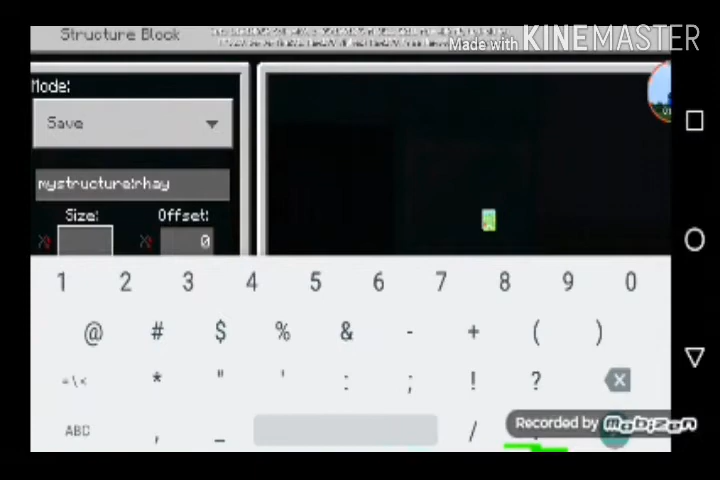 Structure Block
Made with KINEMASTER
Mode:
Save
mystructure:rhay
Size: Offset:
X: X: 0
1 2 3 4 5 6 7 8 9 0
@ # $ % & - + ( )
=\< * " ' : ; ! ?
ABC , _ /
Recorded by mobizen